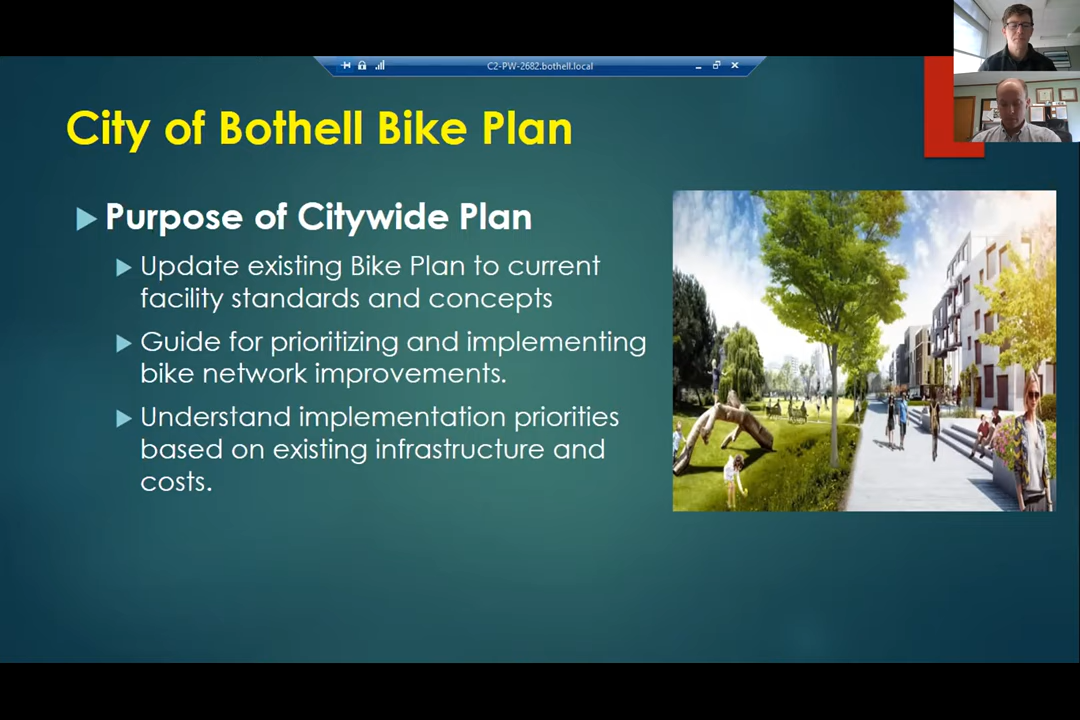 C2-PW-2682.bothell.local
City of Bothell Bike Plan
Purpose of Citywide Plan
Update existing Bike Plan to current
facility standards and concepts
Guide for prioritizing and implementing
bike network improvements.
Understand implementation priorities
based on existing infrastructure and
costs.